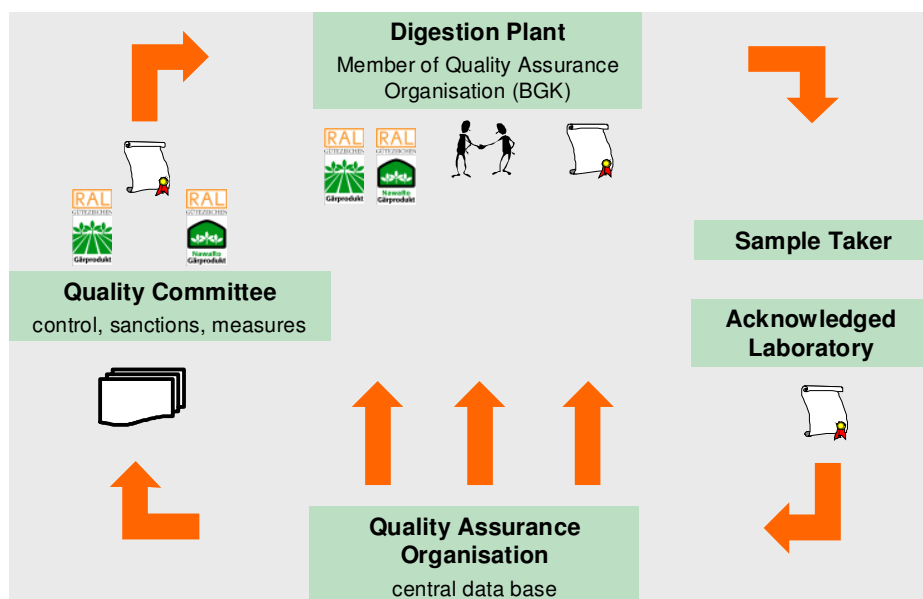 Digestion Plant
Member of Quality Assurance
Organisation (BGK)
RAL
GÜTEZEICHEN
Gärprodukt
RAL
GÜTEZEICHEN
NawaRo
Gärprodukt
RAL
GÜTEZEICHEN
Gärprodukt
RAL
GÜTEZEICHEN
NawaRo
Gärprodukt
Sample Taker
Quality Committee
control, sanctions, measures
Acknowledged
Laboratory
Quality Assurance
Organisation
central data base